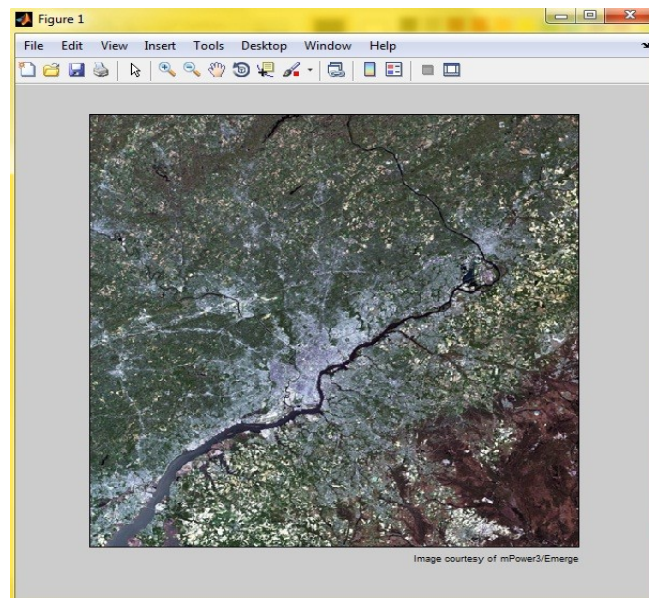 Figure 1
File Edit View Insert Tools Desktop Window Help
Image courtesy of mPower3/Emerge